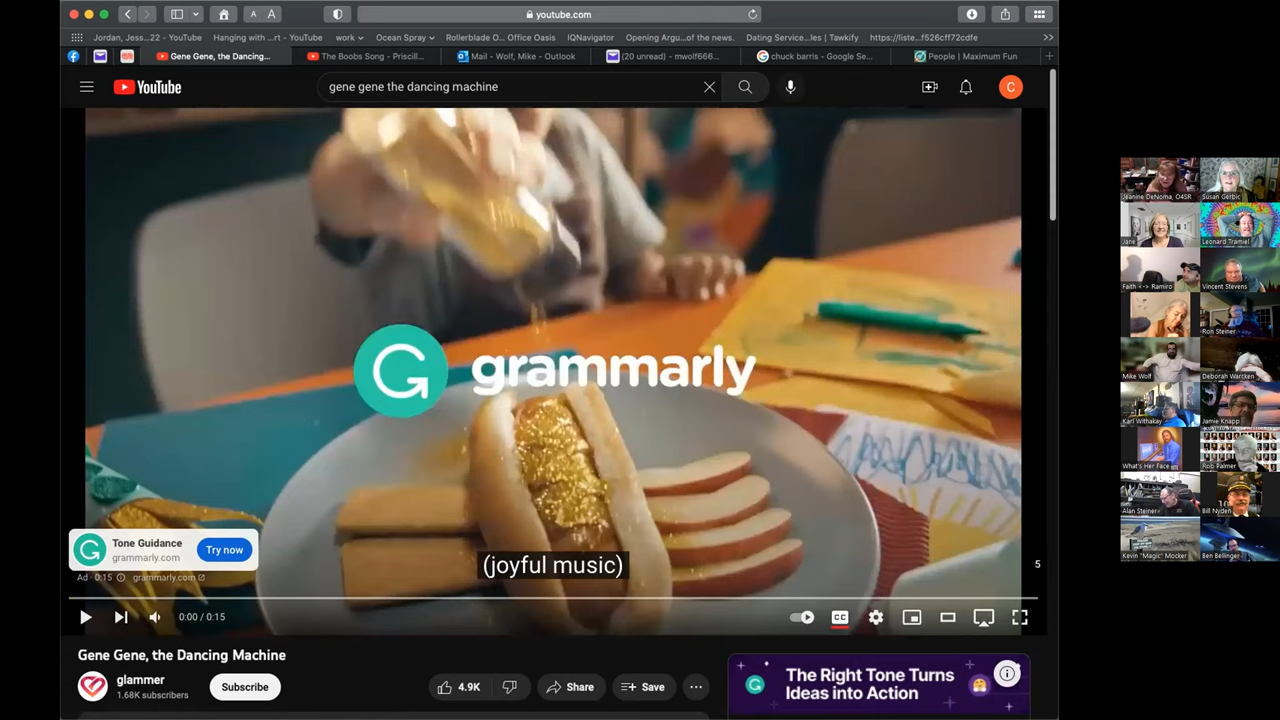 youtube.com
A A
Jordan, Jess...22 - YouTube Hanging with ...rt - YouTube work Ocean Spray Rollerblade O... Office Oasis IQNavigator Opening Argu...of the news. Dating Service...les | Tawkify https://liste...f526cff72cdfe
Gene Gene, the Dancing... The Boobs Song - Priscill... Mail - Wolf, Mike - Outlook (20 unread) - mwolf666... chuck barris - Google Se... People | Maximum Fun
YouTube
gene gene the dancing machine
C
G grammarly
(joyful music)
Tone Guidance
grammarly.com
Try now
Ad · 0:15 grammarly.com
5
0:00 / 0:15
CC
Gene Gene, the Dancing Machine
glammer
1.68K subscribers
Subscribe
4.9K
Share
Save
The Right Tone Turns
Ideas into Action
Jeanine DeNoma, O4SR Susan Gerbic
Jane Leonard Tramiel
Faith <-> Ramiro Vincent Stevens
Ron Steiner
Mike Wolf Deborah Warcken
Karl Withakay Jamie Knapp
What's Her Face Rob Palmer
Alan Steiner Bill Nyden
Kevin "Magic" Mocker Ben Bellinger